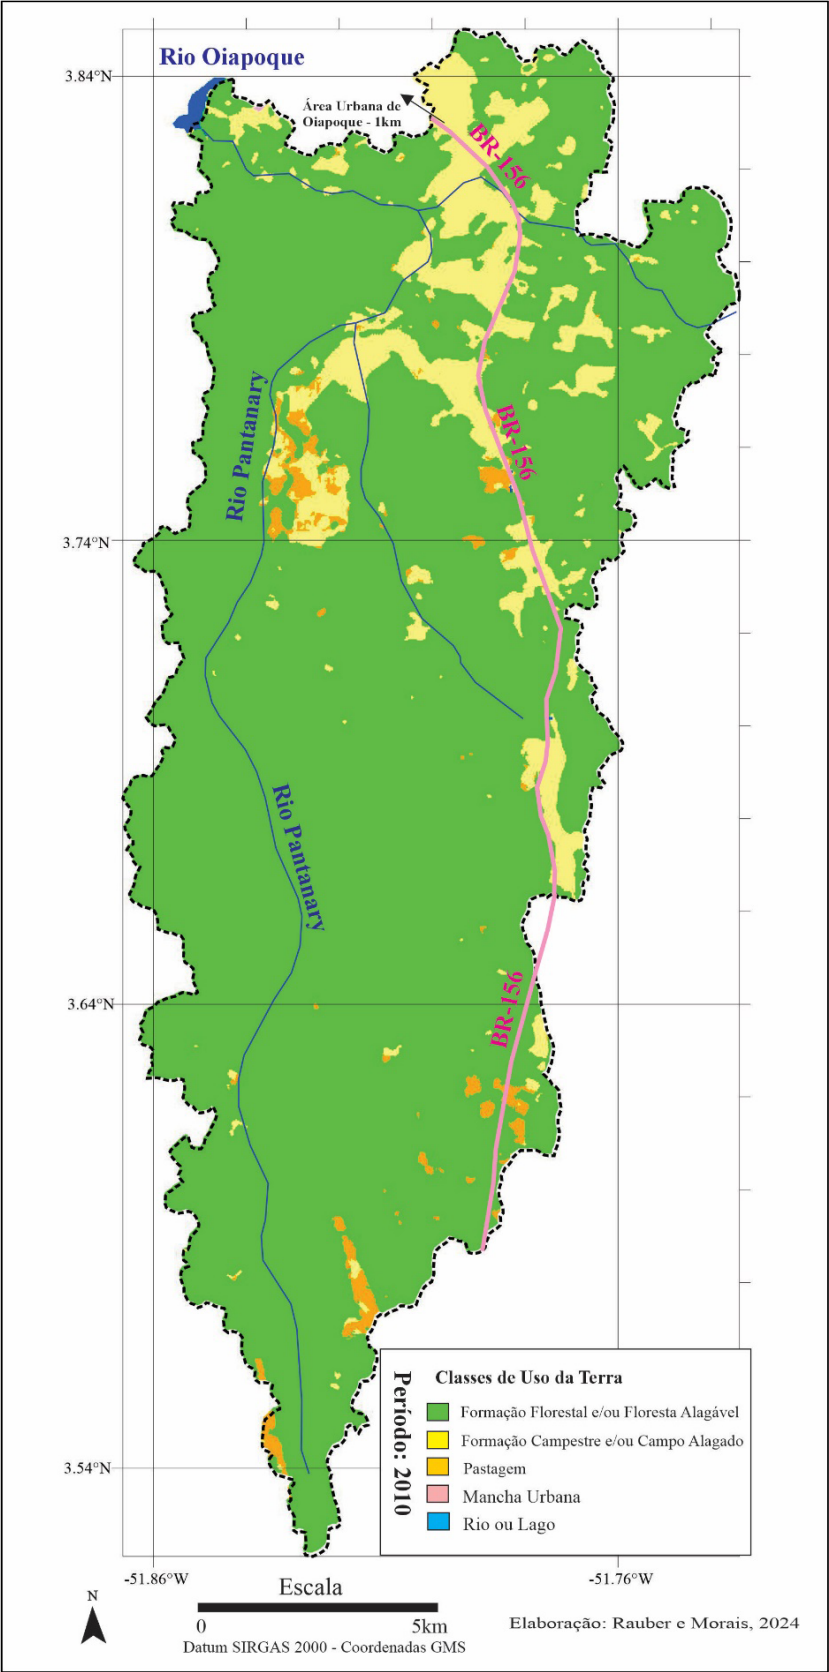 Rio Oiapoque
3.84°N
Área Urbana de
Oiapoque - 1km
BR-156
Rio Pantanary
BR-156
3.74°N
Rio Pantanary
3.64°N
BR-156
Período: 2010
Classes de Uso da Terra
Formação Florestal e/ou Floresta Alagável
Formação Campestre e/ou Campo Alagado
Pastagem
Mancha Urbana
Rio ou Lago
3.54°N
-51.86°W
-51.76°W
N
Escala
0
5km
Datum SIRGAS 2000 - Coordenadas GMS
Elaboração: Rauber e Morais, 2024